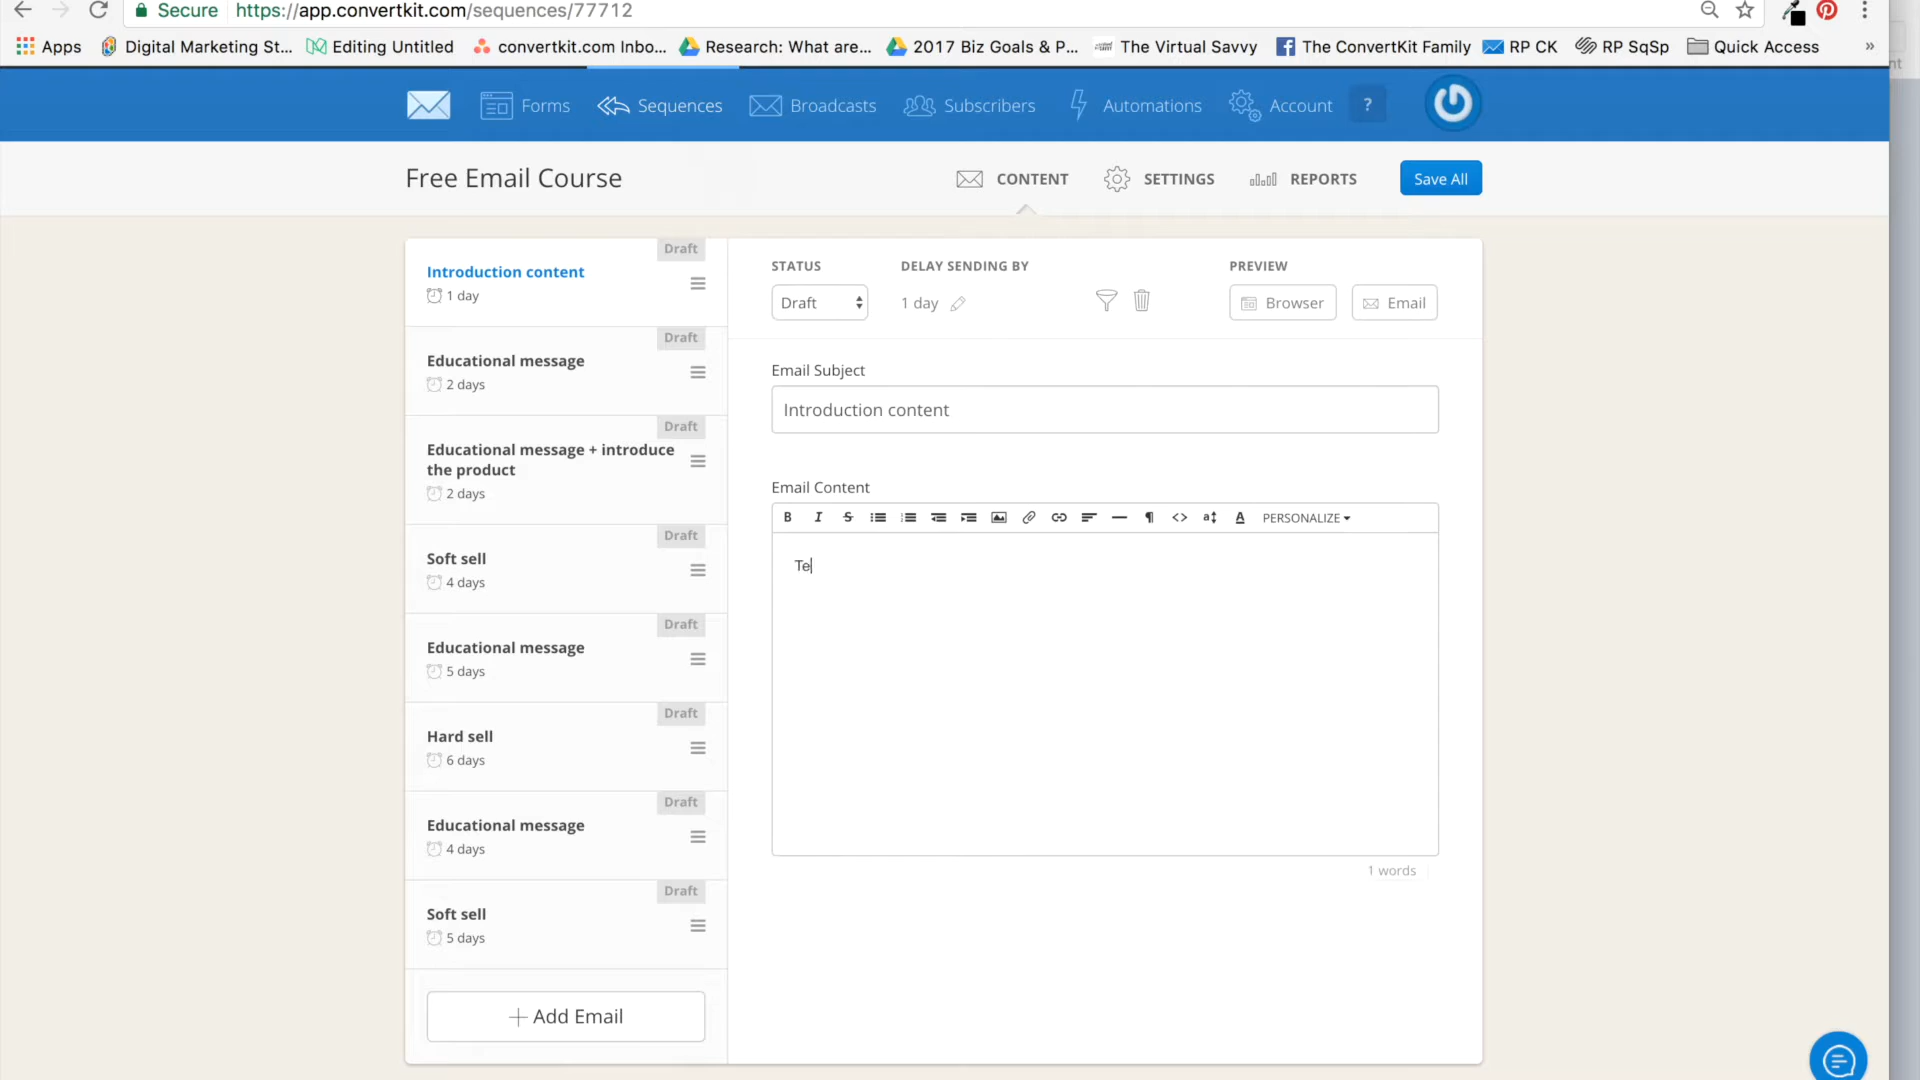 Secure https://app.convertkit.com/sequences/77712
Apps Digital Marketing St... Editing Untitled convertkit.com Inbo... Research: What are... 2017 Biz Goals & P... The Virtual Savvy The ConvertKit Family RP CK RP SqSp Quick Access »
Forms Sequences Broadcasts Subscribers Automations Account ?
Free Email Course CONTENT SETTINGS REPORTS Save All
Draft
Introduction content
1 day
Draft
Educational message
2 days
Draft
Educational message + introduce
the product
2 days
Draft
Soft sell
4 days
Draft
Educational message
5 days
Draft
Hard sell
6 days
Draft
Educational message
4 days
Draft
Soft sell
5 days
+ Add Email
STATUS DELAY SENDING BY PREVIEW
Draft 1 day Browser Email
Email Subject
Introduction content
Email Content
B I S ¶ <> A PERSONALIZE
Te
1 words